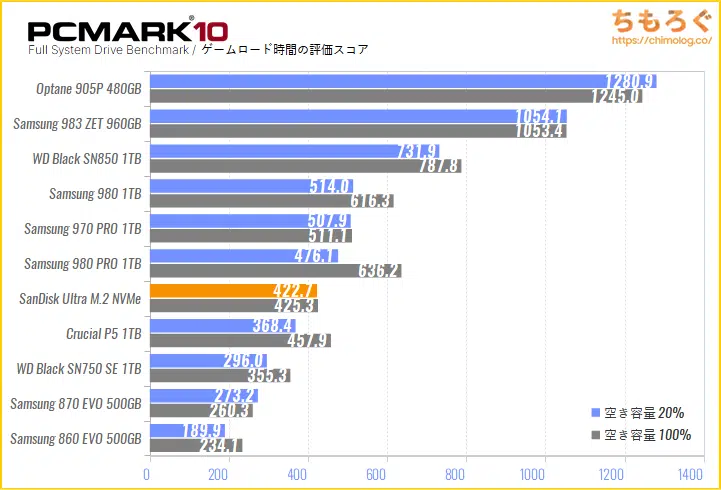 PCMARK®10
ちもろぐ
https://chimolog.co/
Full System Drive Benchmark / ゲームロード時間の評価スコア
Optane 905P 480GB 1280.9
1245.0
Samsung 983 ZET 960GB 1054.1
1053.4
WD Black SN850 1TB 731.9
787.8
Samsung 980 1TB 514.0
616.3
Samsung 970 PRO 1TB 507.9
511.1
Samsung 980 PRO 1TB 476.1
636.2
SanDisk Ultra M.2 NVMe 422.7
425.3
Crucial P5 1TB 368.4
457.9
WD Black SN750 SE 1TB 296.0
355.3
Samsung 870 EVO 500GB 273.2
260.3
Samsung 860 EVO 500GB 189.9
234.1
空き容量 20%
空き容量 100%
0 200 400 600 800 1000 1200 1400